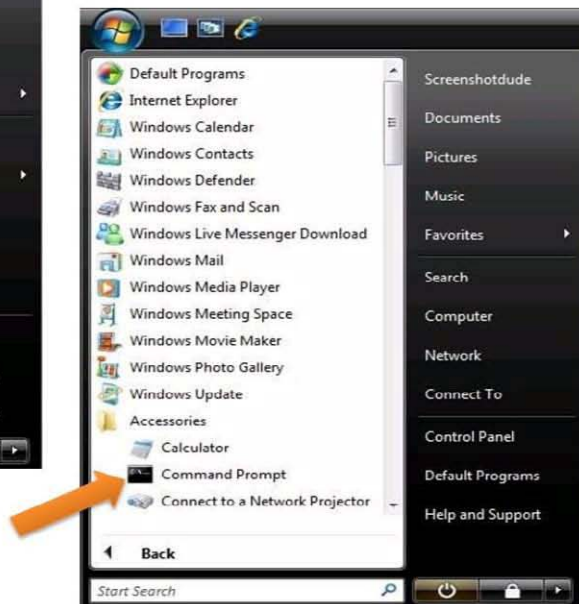 Default Programs
Internet Explorer
Windows Calendar
Windows Contacts
Windows Defender
Windows Fax and Scan
Windows Live Messenger Download
Windows Mail
Windows Media Player
Windows Meeting Space
Windows Movie Maker
Windows Photo Gallery
Windows Update
Accessories
Calculator
Command Prompt
Connect to a Network Projector
Back
Start Search
Screenshotdude
Documents
Pictures
Music
Favorites
Search
Computer
Network
Connect To
Control Panel
Default Programs
Help and Support